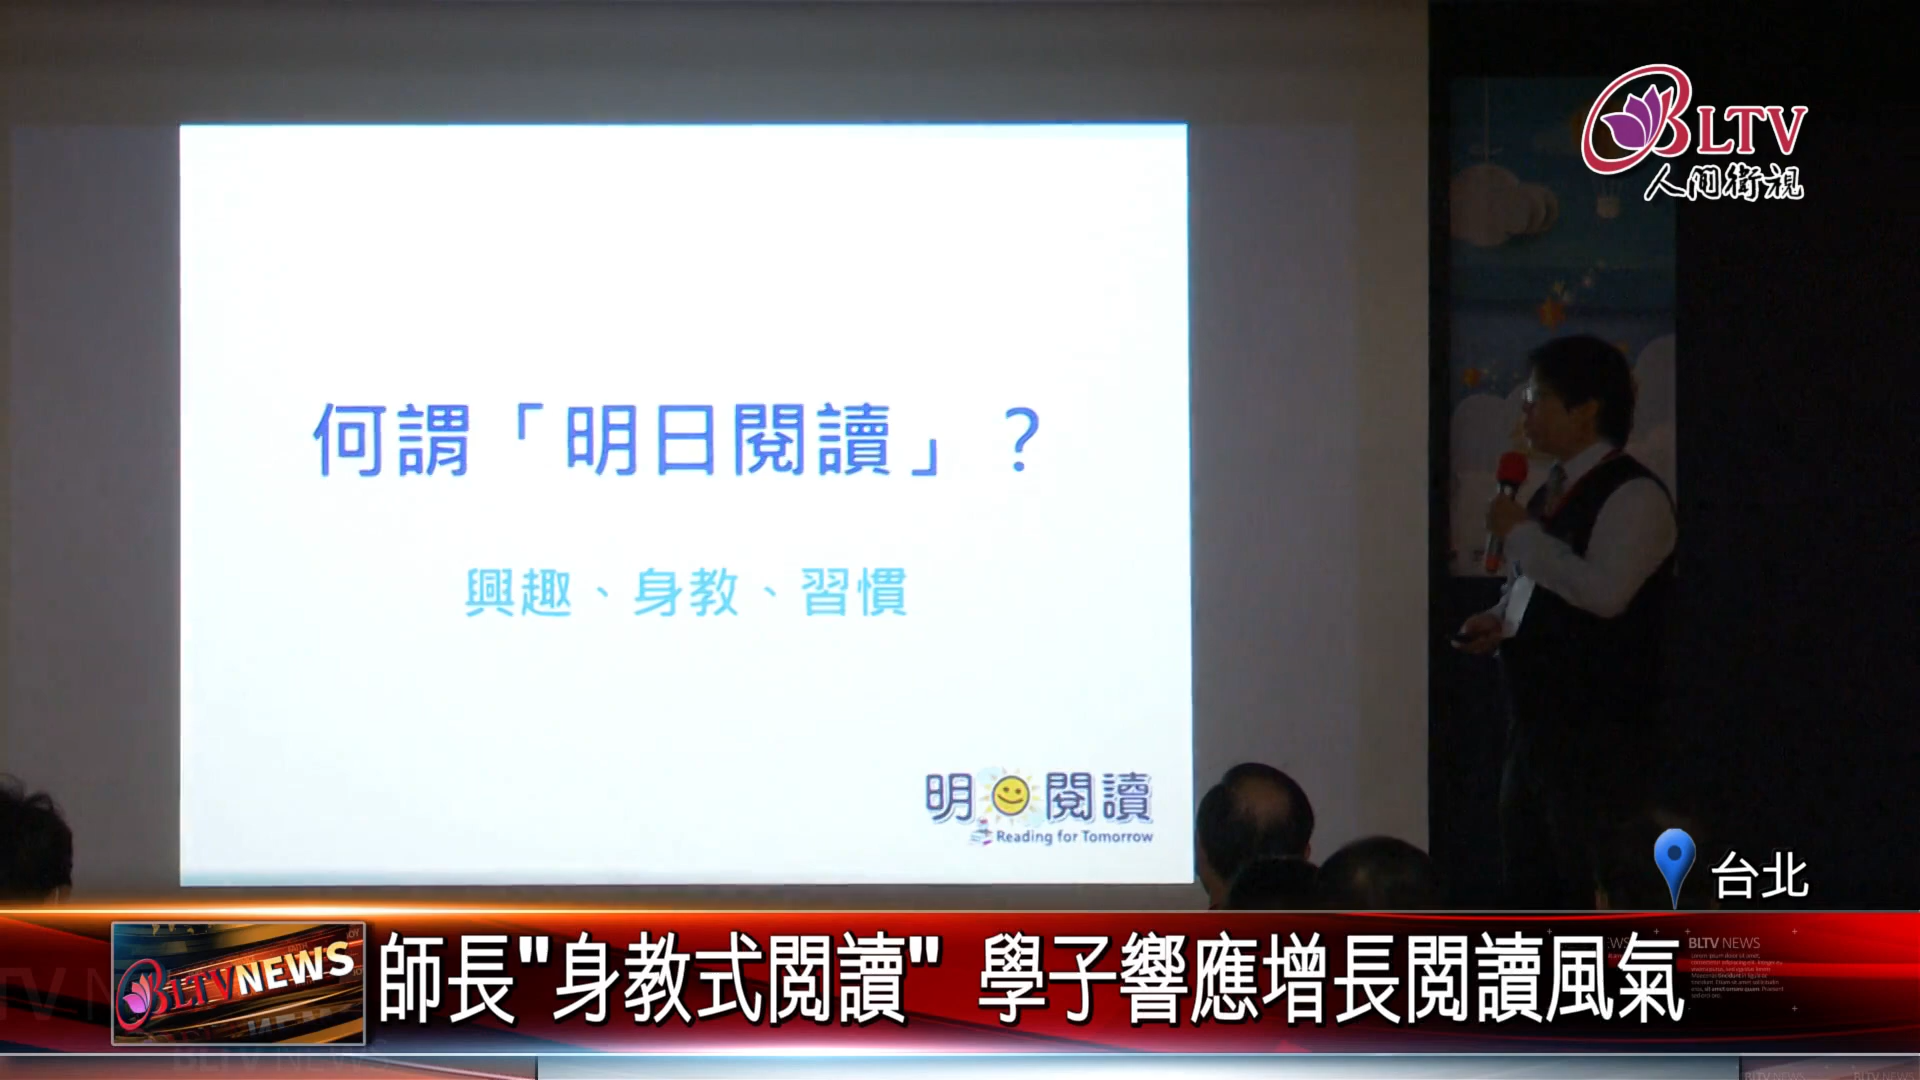 BLTV
人間衛視
何謂「明日閱讀」？
興趣、身教、習慣
明 閱讀
Reading for Tomorrow
台北
BLTV NEWS
師長"身教式閱讀" 學子響應增長閱讀風氣
BLTV NEWS